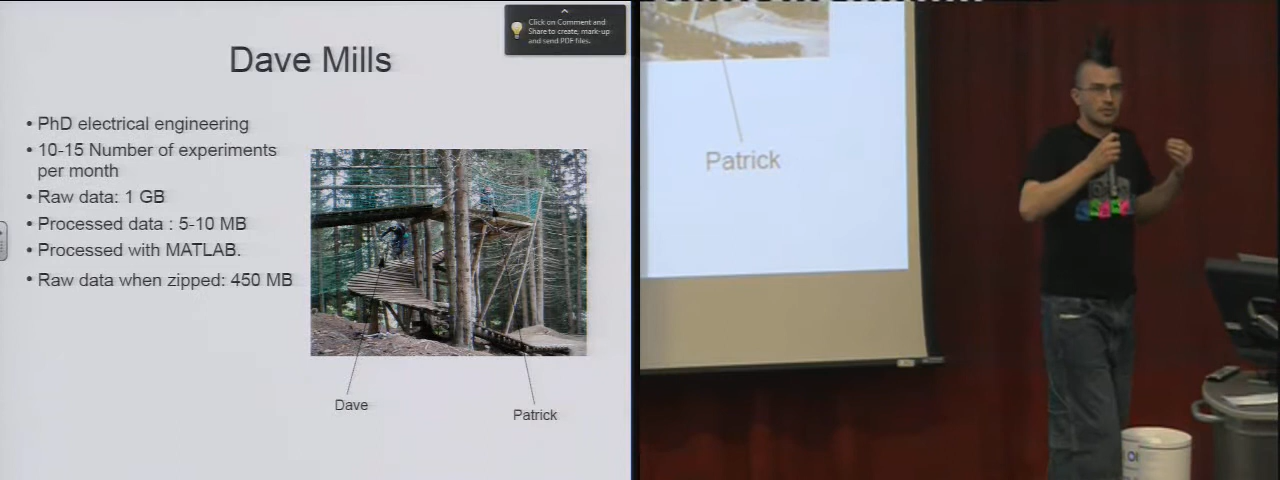 Click on Comment and
Share to create, mark-up
and send PDF files.
Dave Mills
• PhD electrical engineering
• 10-15 Number of experiments
per month
• Raw data: 1 GB
• Processed data : 5-10 MB
• Processed with MATLAB.
• Raw data when zipped: 450 MB
Dave
Patrick
Patrick